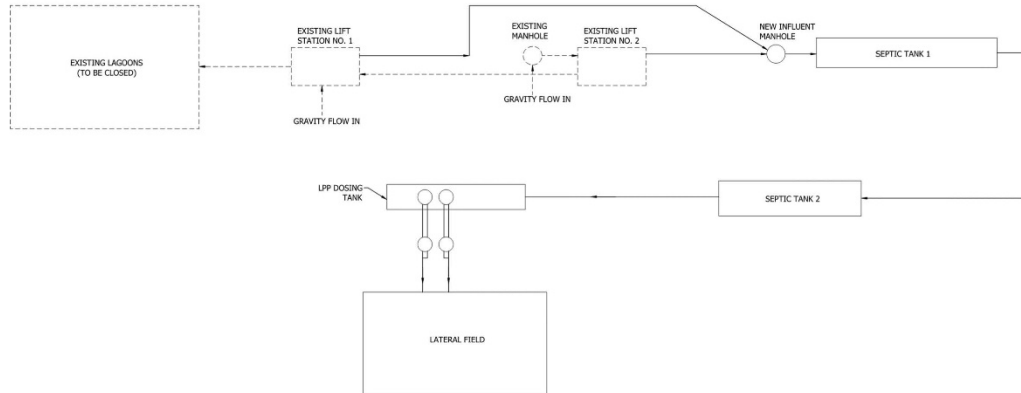 EXISTING LAGOONS
(TO BE CLOSED)
EXISTING LIFT
STATION NO. 1
GRAVITY FLOW IN
EXISTING
MANHOLE
GRAVITY FLOW IN
EXISTING LIFT
STATION NO. 2
NEW INFLUENT
MANHOLE
SEPTIC TANK 1
LPP DOSING
TANK
SEPTIC TANK 2
LATERAL FIELD